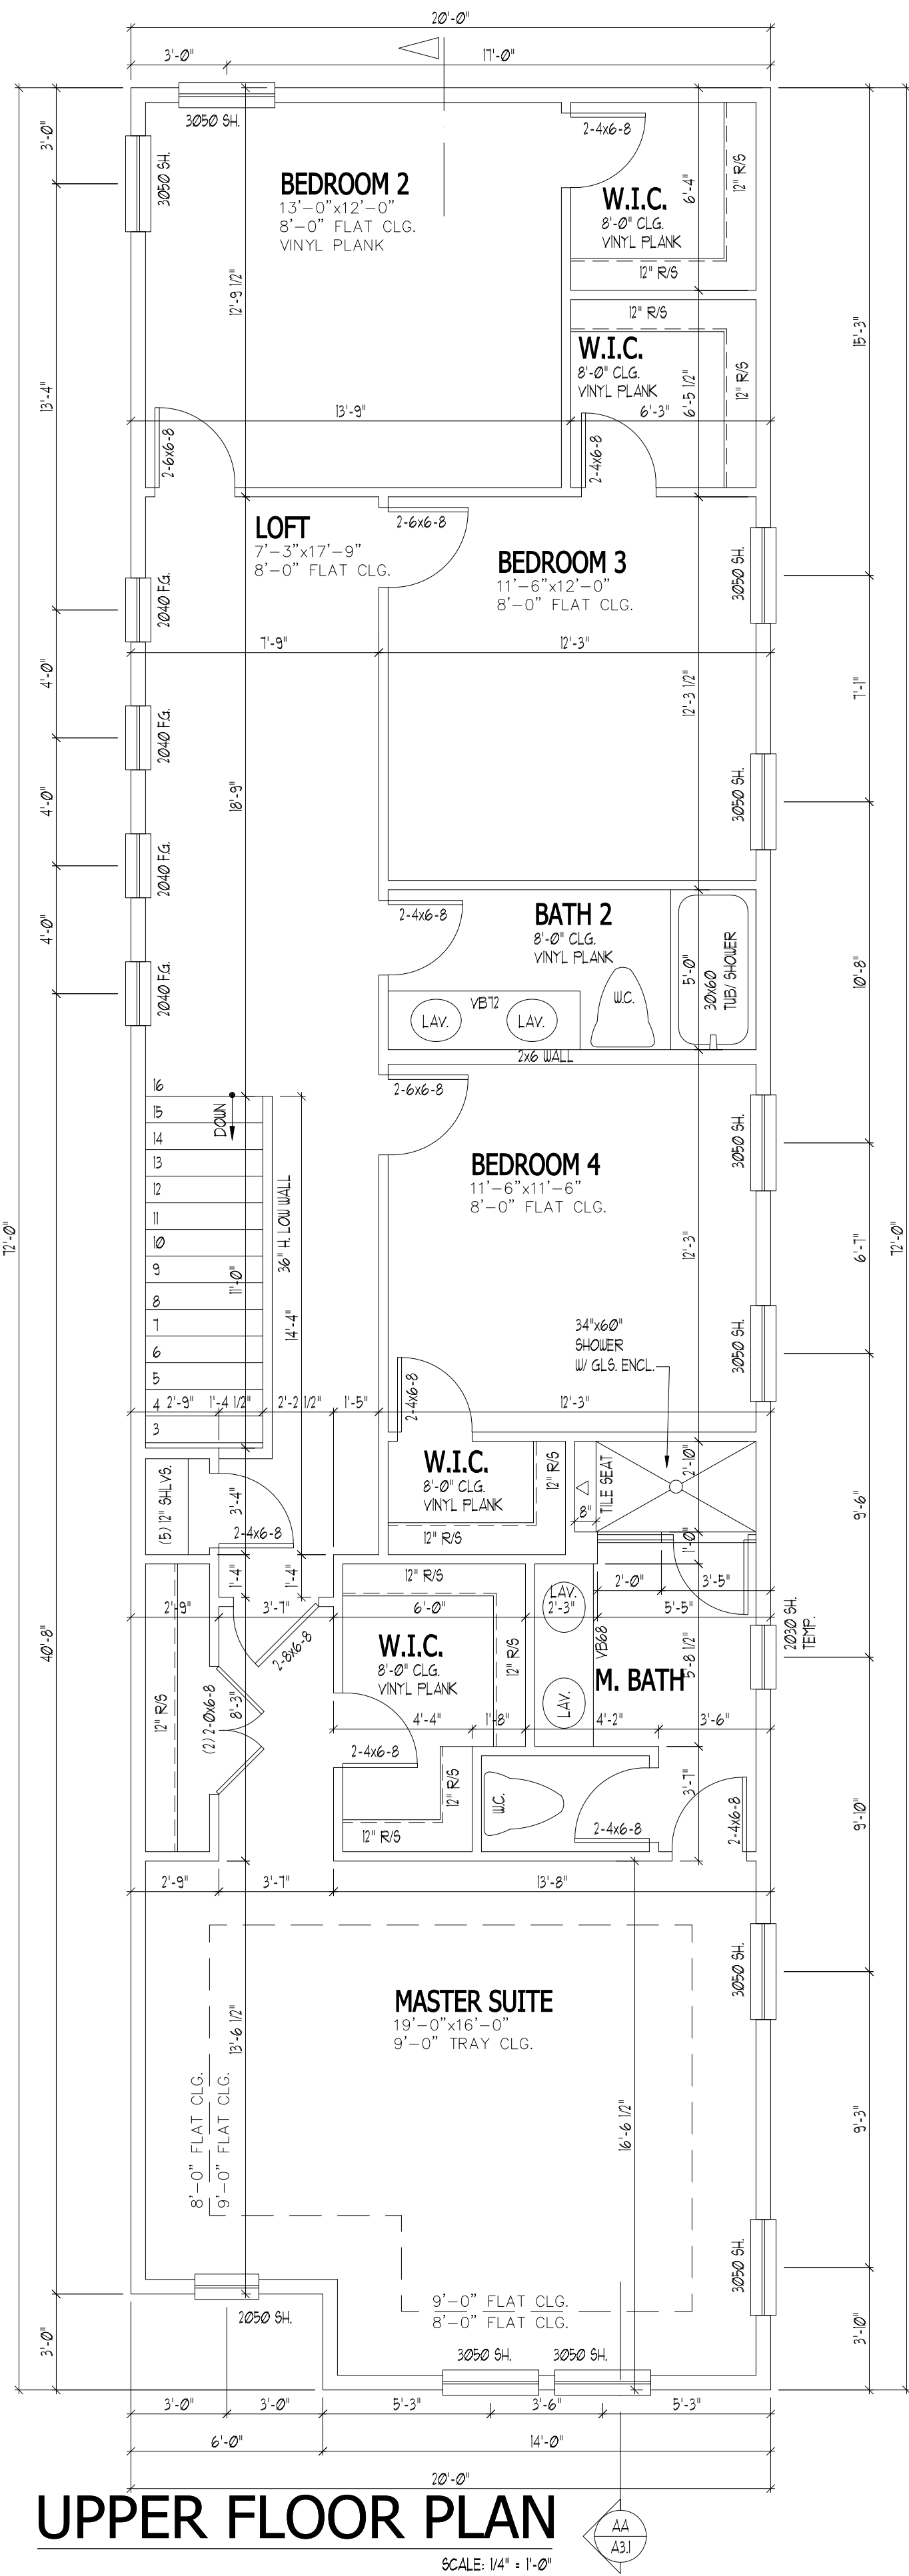 20'-0"
3'-0"
17'-0"
3050 SH.
3'-0"
3050 SH.
BEDROOM 2
13'-0"x12'-0"
8'-0" FLAT CLG.
VINYL PLANK
2-4x6-8
W.I.C.
8'-0" CLG.
VINYL PLANK
6'-4"
12" R/S
12" R/S
12'-9 1/2"
12" R/S
W.I.C.
8'-0" CLG.
VINYL PLANK
6'-5 1/2"
12" R/S
15'-3"
13'-4"
13'-9"
6'-3"
2-6x6-8
2-4x6-8
LOFT
7'-3"x17'-9"
8'-0" FLAT CLG.
2-6x6-8
BEDROOM 3
11'-6"x12'-0"
8'-0" FLAT CLG.
3050 SH.
2040 F.G.
7'-9"
12'-3"
4'-0"
12'-3 1/2"
7'-1"
2040 F.G.
18'-9"
3050 SH.
4'-0"
2040 F.G.
2-4x6-8
BATH 2
8'-0" CLG.
VINYL PLANK
4'-0"
5'-0"
30x60
TUB/ SHOWER
10'-8"
2040 F.G.
VB72
LAV.
LAV.
W.C.
2x6 WALL
2-6x6-8
16
15
14
13
12
11
10
9
8
7
6
5
4
3
DOWN
36" H. LOW WALL
11'-0"
14'-4"
BEDROOM 4
11'-6"x11'-6"
8'-0" FLAT CLG.
3050 SH.
72'-0"
12'-3"
6'-7"
72'-0"
34"x60"
SHOWER
W/ GLS. ENCL.
3050 SH.
2'-9"
1'-4 1/2"
2'-2 1/2"
1'-5"
2-4x6-8
12'-3"
(5) 12" SHLVS.
3'-4"
2-4x6-8
W.I.C.
8'-0" CLG.
VINYL PLANK
12" R/S
12" R/S
TILE SEAT
8"
2'-10"
9'-6"
1'-0"
1'-4"
1'-4"
12" R/S
LAV.
2'-0"
3'-5"
2'-9"
3'-7"
6'-0"
2'-3"
5'-5"
2030 SH.
TEMP.
40'-8"
2-8x6-8
W.I.C.
8'-0" CLG.
VINYL PLANK
12" R/S
VB68
5'-8 1/2"
M. BATH
LAV.
12" R/S
(2) 2-0x6-8
8'-3"
4'-4"
1'-8"
4'-2"
3'-6"
2-4x6-8
12" R/S
12" R/S
W.C.
2-4x6-8
3'-7"
2-4x6-8
9'-10"
2'-9"
3'-7"
13'-8"
MASTER SUITE
19'-0"x16'-0"
9'-0" TRAY CLG.
3050 SH.
13'-6 1/2"
8'-0" FLAT CLG.
9'-0" FLAT CLG.
16'-6 1/2"
9'-3"
3050 SH.
9'-0" FLAT CLG.
8'-0" FLAT CLG.
2050 SH.
3'-0"
3050 SH.
3050 SH.
3'-10"
3'-0"
3'-0"
5'-3"
3'-6"
5'-3"
6'-0"
14'-0"
20'-0"
UPPER FLOOR PLAN
AA
A3.1
SCALE: 1/4" = 1'-0"